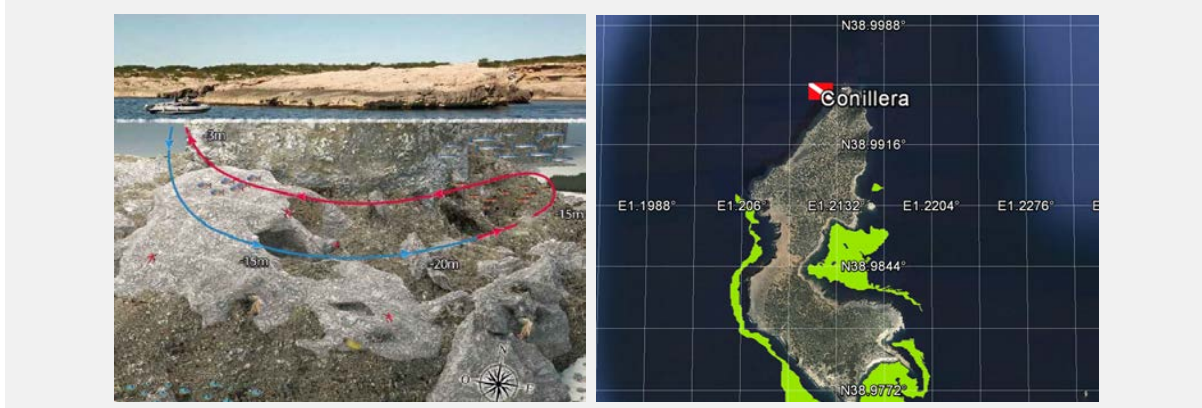 -3m
-15m
-15m
-20m
N
O
E
N38.9988°
Conillera
N38.9916°
E1.1988°
E1.206°
E1.2132°
E1.2204°
E1.2276°
E
N38.9844°
N38.9772°